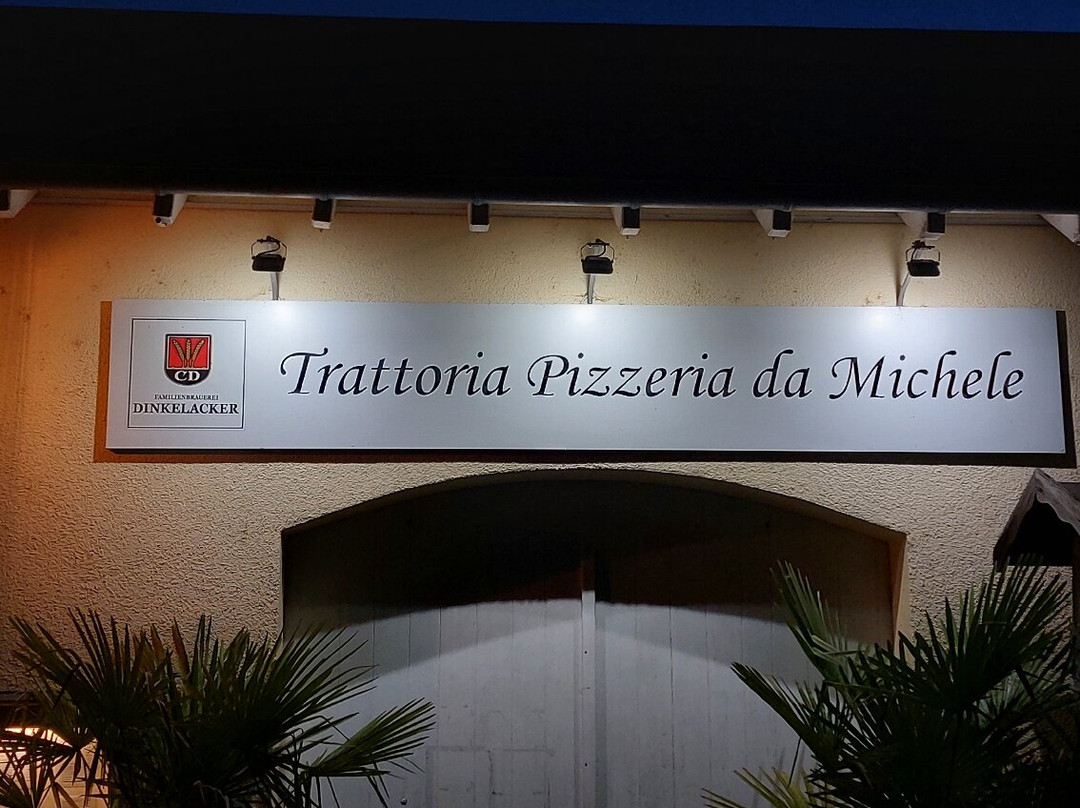 CD
FAMILIENBRAUEREI
DINKELACKER
Trattoria Pizzeria da Michele